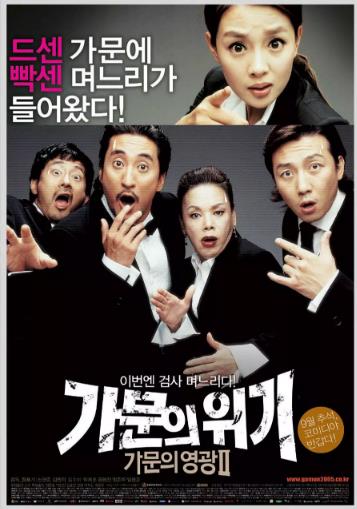 드센 가문에
빡센 며느리가
들어왔다!
이번엔 검사 며느리다!
가문의 위기
가문의 영광Ⅱ
9월 추석,
코미디야
반갑다!
www.gamun2005.co.kr